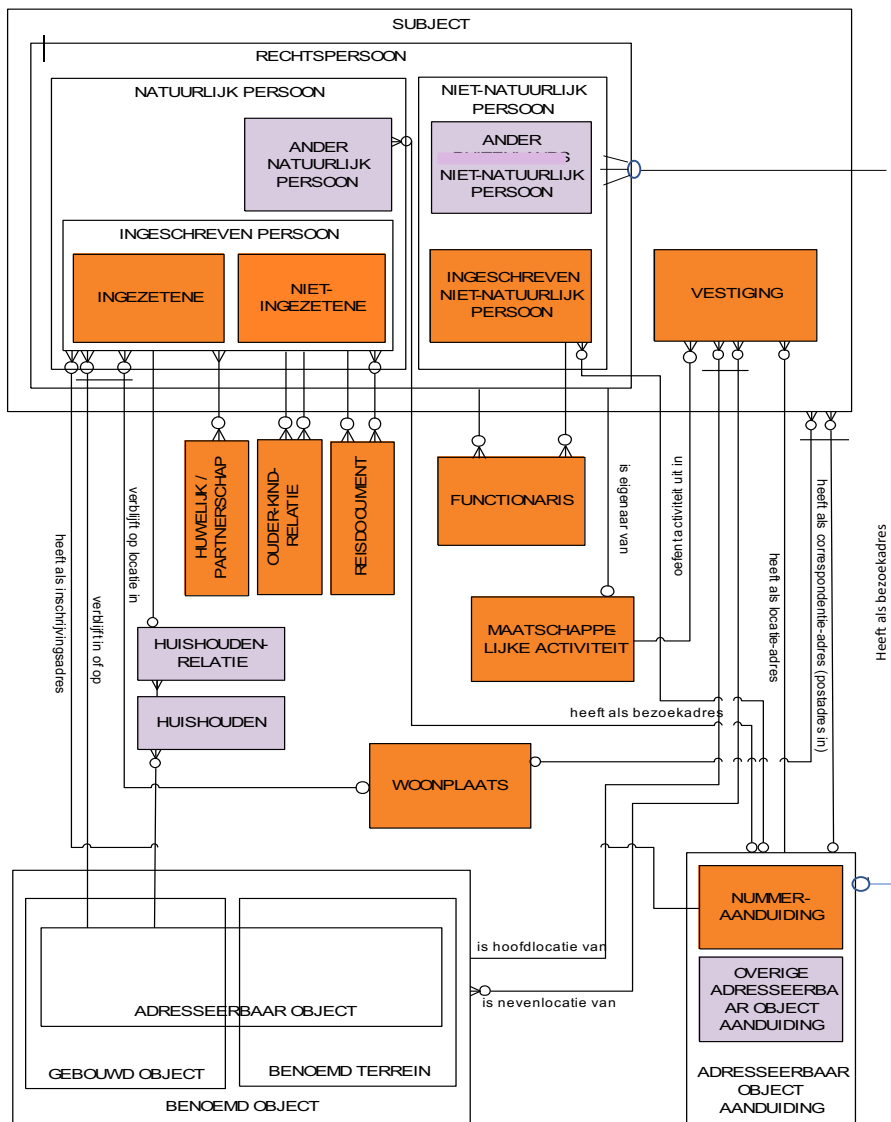 SUBJECT
RECHTSPERSOON
NATUURLIJK PERSOON
NIET-NATUURLIJK
PERSOON
ANDER
NATUURLIJK
PERSOON
ANDER
NIET-NATUURLIJK
PERSOON
INGESCHREVEN PERSOON
INGEZETENE
NIET-
INGEZETENE
INGESCHREVEN
NIET-NATUURLIJK
PERSOON
VESTIGING
HUWELIJK /
PARTNERSCHAP
OUDER-KIND-
RELATIE
REISDOCUMENT
FUNCTIONARIS
is eigenaar van
oefent activiteit uit in
heeft als locatie-adres
heeft als correspondentie-adres (postadres in)
Heeft als bezoekadres
heeft als inschrijvingsadres
verblijft in of op
verblijft op locatie in
HUISHOUDEN-
RELATIE
HUISHOUDEN
MAATSCHAPPE-
LIJKE ACTIVITEIT
heeft als bezoekadres
WOONPLAATS
NUMMER-
AANDUIDING
is hoofdlocatie van
is nevenlocatie van
OVERIGE
ADRESSEERBA
AR OBJECT
AANDUIDING
ADRESSEERBAAR OBJECT
GEBOUWD OBJECT
BENOEMD TERREIN
BENOEMD OBJECT
ADRESSEERBAAR
OBJECT
AANDUIDING